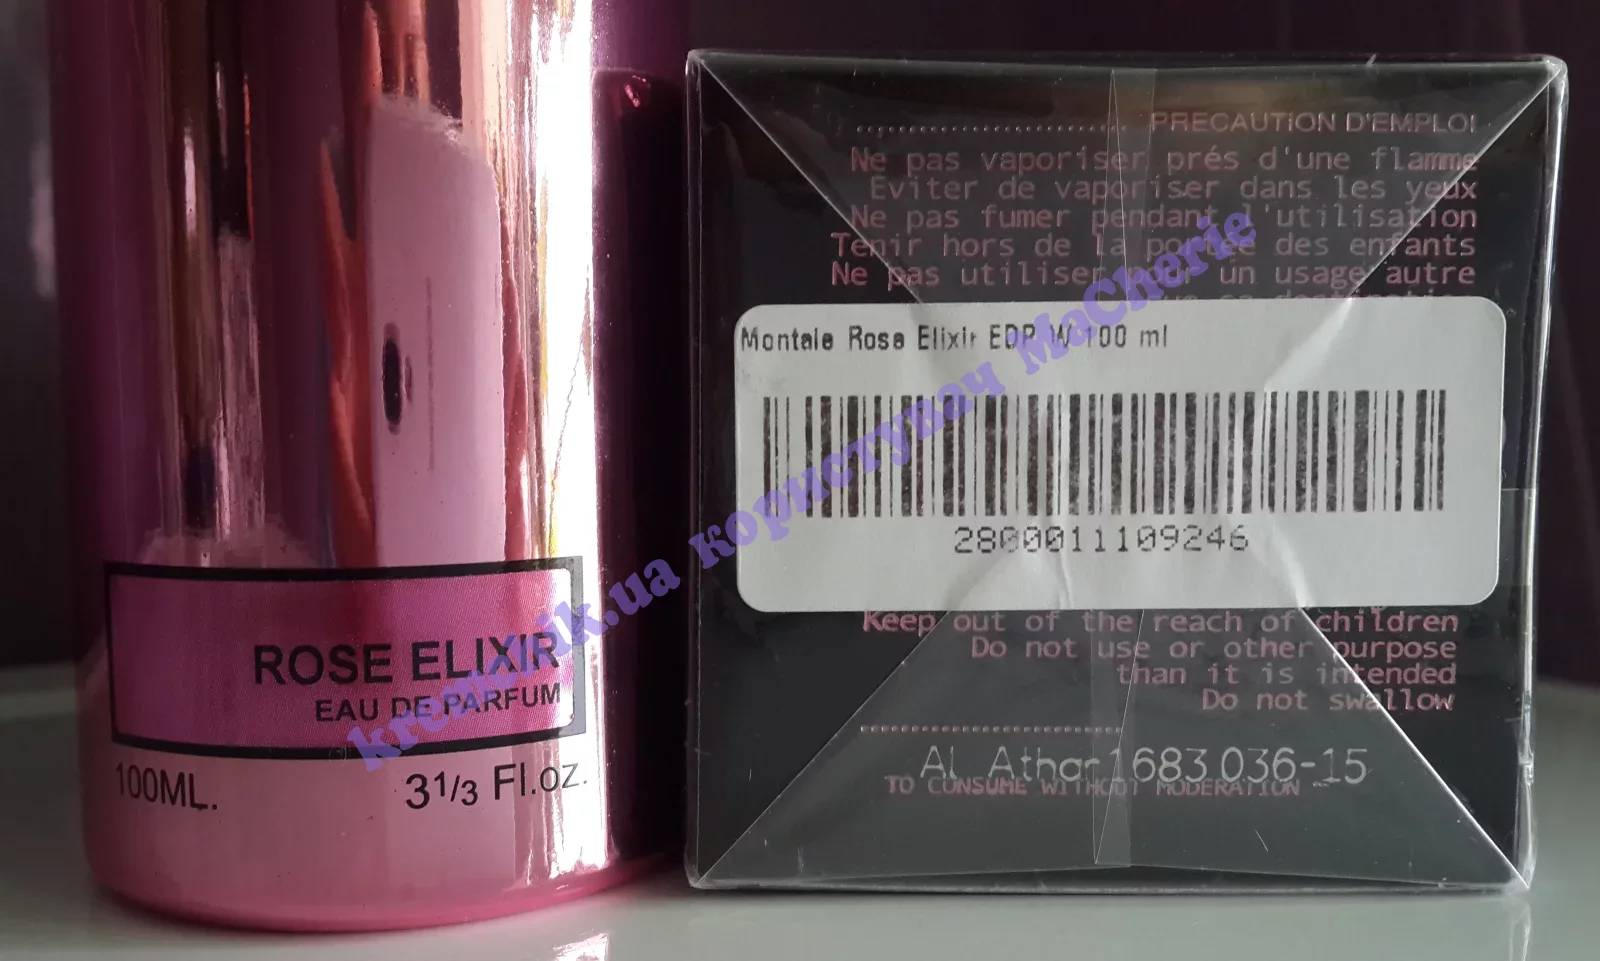 ROSE ELIXIR
EAU DE PARFUM
100ML.
3 1/3 Fl.oz.
PRECAUTION D'EMPLOI
Ne pas vaporiser prés d'une flamme
Eviter de vaporiser dans les yeux
Ne pas fumer pendant d'utilisation
Tenir hors de la portée des enfants
Ne pas utiliser pour un usage autre
Montale Rose Elixir EDP W 100 ml
2800011109246
Keep out of the reach of children
Do not use or other purpose
than it is intended
Do not swallow
Al Athar 1683 036-15
TO CONSUME WITHOUT MODERATION
kremnik.ua користувач MaCherie